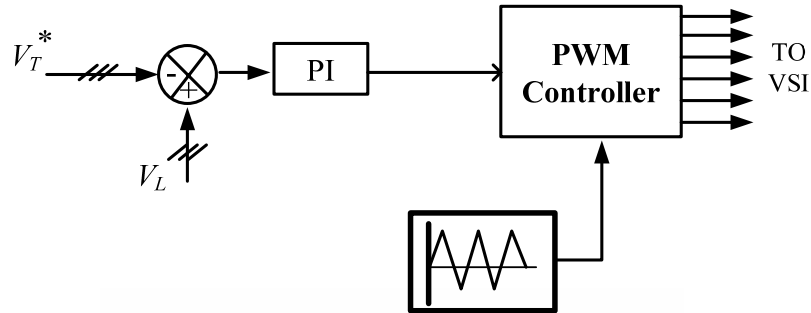 V_T*
-
+
V_L
PI
PWM
Controller
TO
VSI